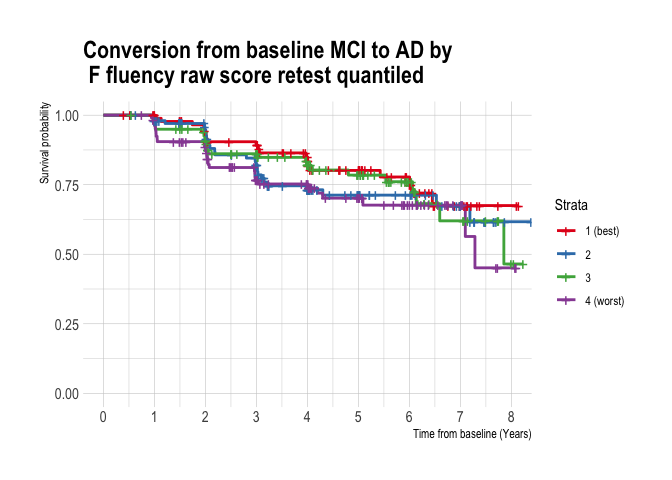 Conversion from baseline MCI to AD by
F fluency raw score retest quantiled
Survival probability
1.00
0.75
0.50
0.25
0.00
0 1 2 3 4 5 6 7 8
Time from baseline (Years)
Strata
1 (best)
2
3
4 (worst)